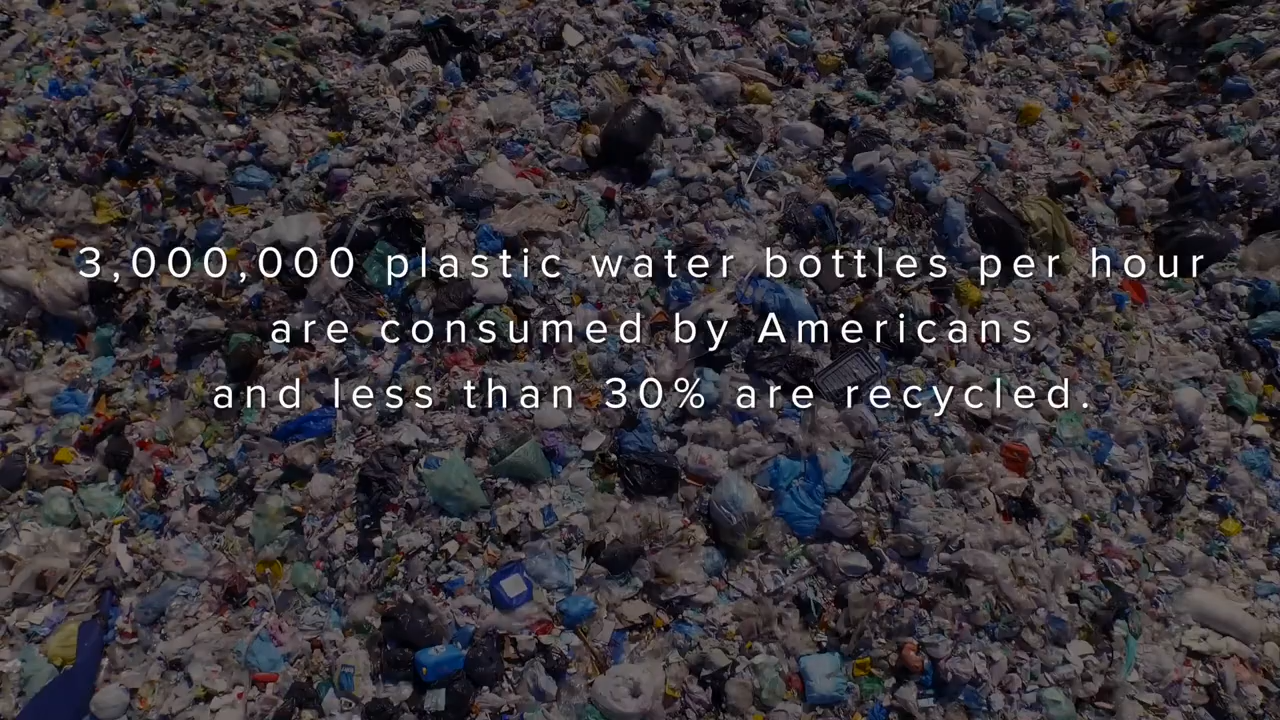 3,000,000 plastic water bottles per hour
are consumed by Americans
and less than 30% are recycled.